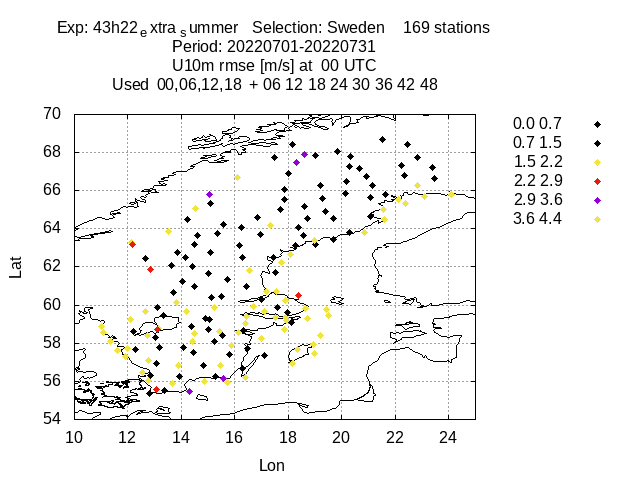 Exp: 43h22ₑxtraₛummer Selection: Sweden 169 stations
Period: 20220701-20220731
U10m rmse [m/s] at 00 UTC
Used 00,06,12,18 + 06 12 18 24 30 36 42 48
70
68
66
64
62
60
58
56
54
Lat
10 12 14 16 18 20 22 24
Lon
0.0 0.7
0.7 1.5
1.5 2.2
2.2 2.9
2.9 3.6
3.6 4.4